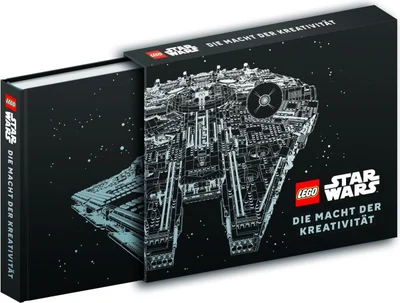 LEGO STAR WARS DIE MACHT DER KREATIVITÄT
LEGO STAR WARS DIE MACHT DER KREATIVITÄT
LEGO STAR
WARS
DIE MACHT DER
KREATIVITÄT